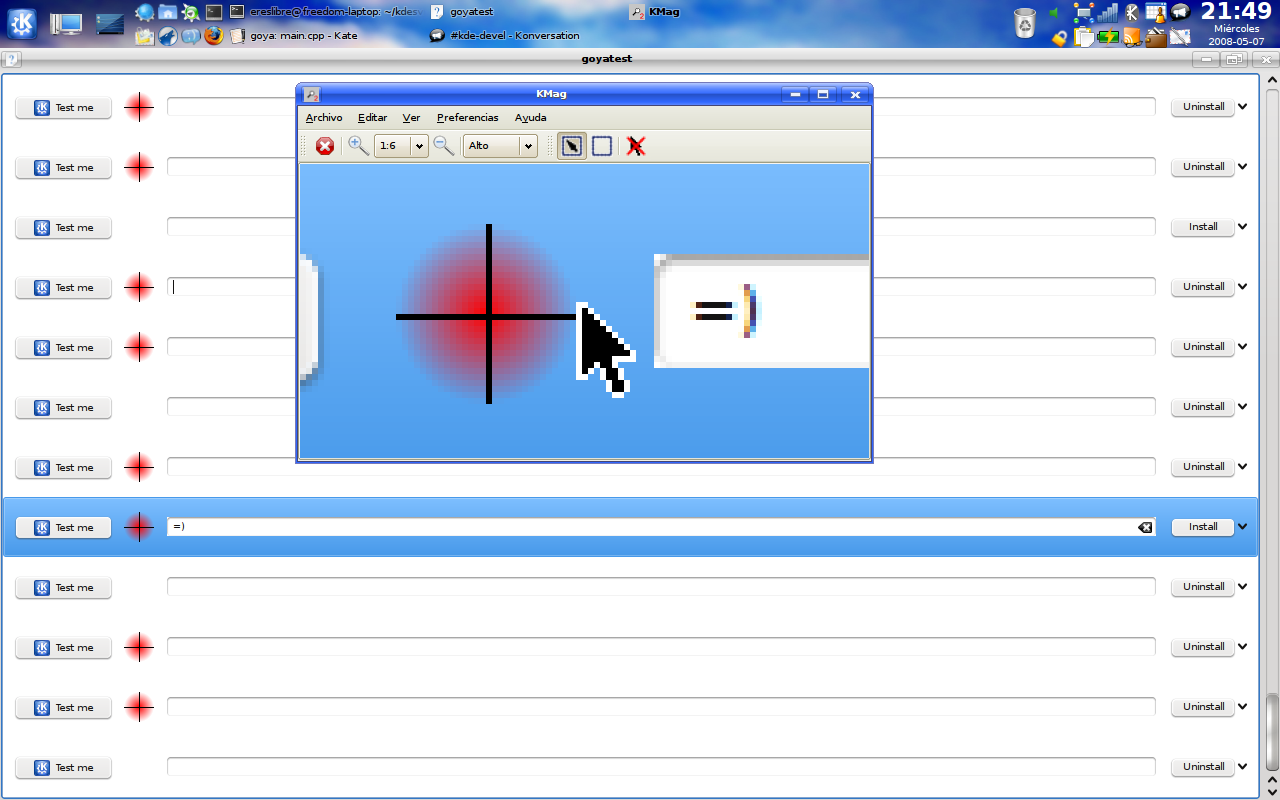 ereslibre@freedom-laptop: ~/kdes
goyatest
KMag
21:49
goya: main.cpp - Kate
#kde-devel - Konversation
Miércoles
2008-05-07
goyatest
KMag
Archivo Editar Ver Preferencias Ayuda
1:6 Alto
=)
Test me Uninstall
Test me Uninstall
Test me Install
Test me Uninstall
Test me Uninstall
Test me Uninstall
Test me Uninstall
Test me =) Install
Test me Uninstall
Test me Uninstall
Test me Uninstall
Test me Uninstall